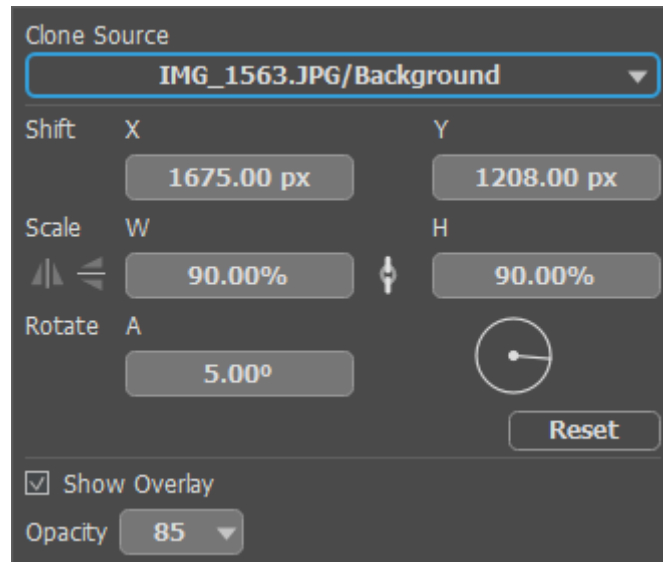 Clone Source
IMG_1563.JPG/Background
Shift X Y
1675.00 px 1208.00 px
Scale W H
90.00% 90.00%
Rotate A
5.00º
Reset
Show Overlay
Opacity 85